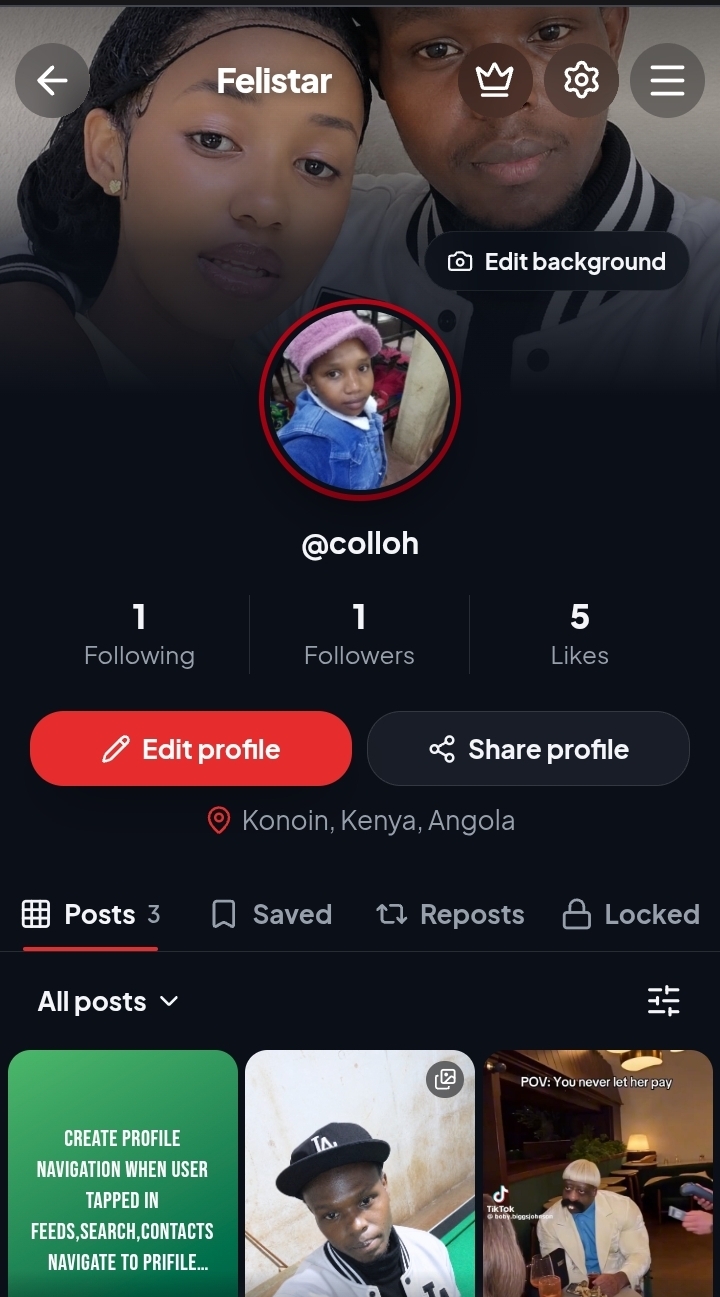 Felistar
Edit background
@colloh
1
Following
1
Followers
5
Likes
Edit profile
Share profile
Konoin, Kenya, Angola
Posts 3
Saved
Reposts
Locked
All posts
CREATE PROFILE
NAVIGATION WHEN USER
TAPPED IN
FEEDS,SEARCH,CONTACTS
NAVIGATE TO PRIFILE...
LA
LA
POV: You never let her pay
TikTok